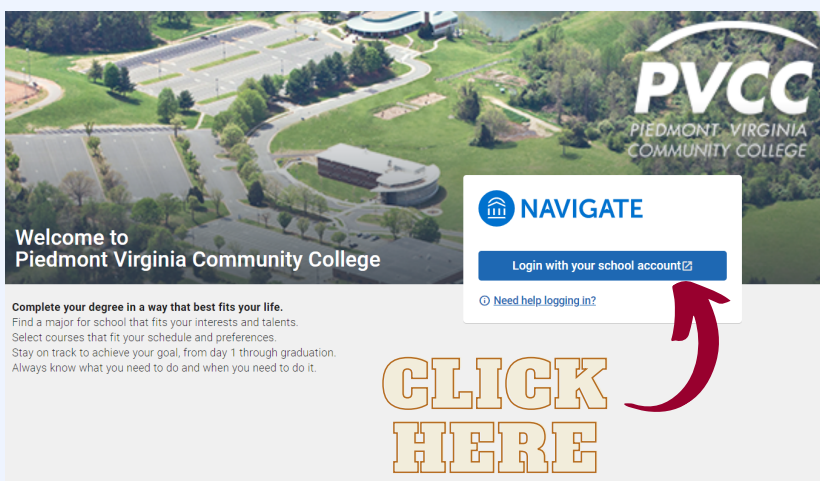 PVCC
PIEDMONT VIRGINIA
COMMUNITY COLLEGE
NAVIGATE
Welcome to
Piedmont Virginia Community College
Login with your school account
Need help logging in?
Complete your degree in a way that best fits your life.
Find a major for school that fits your interests and talents.
Select courses that fit your schedule and preferences.
Stay on track to achieve your goal, from day 1 through graduation.
Always know what you need to do and when you need to do it.
CLICK
HERE